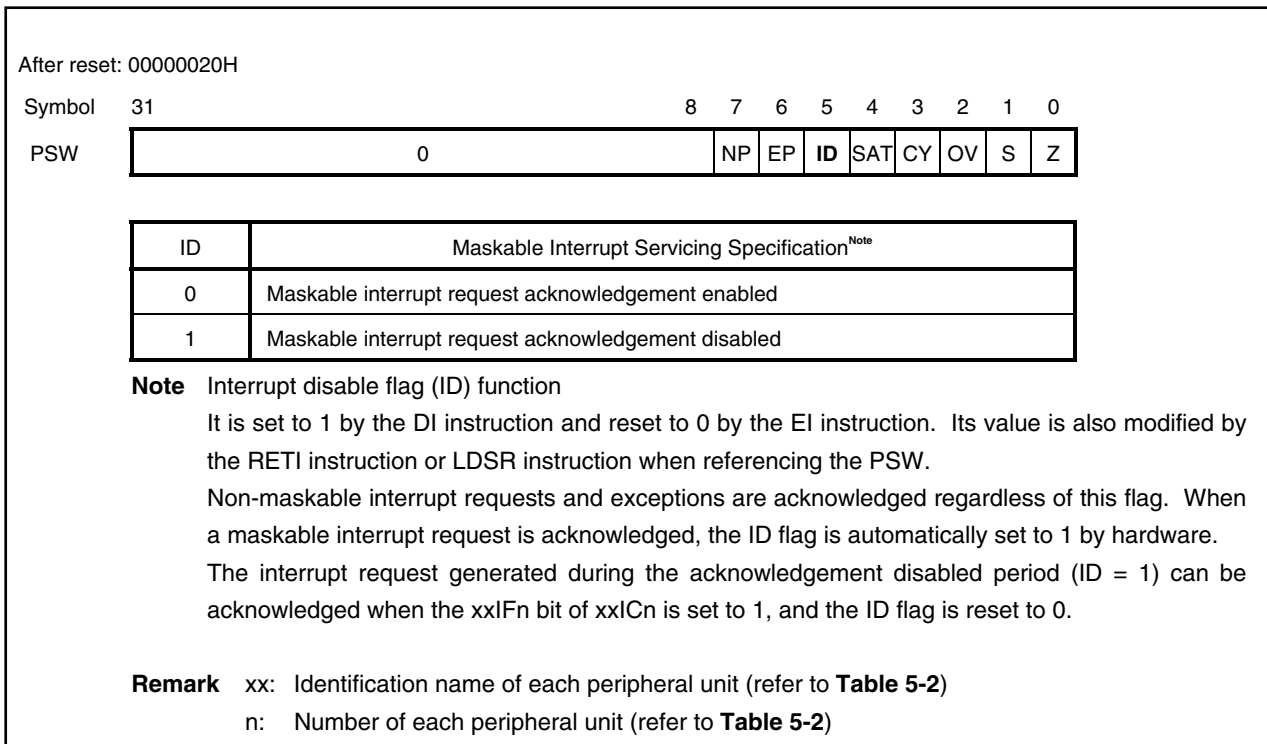 After reset: 00000020H
Symbol 31 8 7 6 5 4 3 2 1 0
PSW 0 NP EP ID SAT CY OV S Z
ID Maskable Interrupt Servicing Specification Note
0 Maskable interrupt request acknowledgement enabled
1 Maskable interrupt request acknowledgement disabled
Note Interrupt disable flag (ID) function
It is set to 1 by the DI instruction and reset to 0 by the EI instruction. Its value is also modified by
the RETI instruction or LDSR instruction when referencing the PSW.
Non-maskable interrupt requests and exceptions are acknowledged regardless of this flag. When
a maskable interrupt request is acknowledged, the ID flag is automatically set to 1 by hardware.
The interrupt request generated during the acknowledgement disabled period (ID = 1) can be
acknowledged when the xxIFn bit of xxICn is set to 1, and the ID flag is reset to 0.
Remark xx: Identification name of each peripheral unit (refer to Table 5-2)
n: Number of each peripheral unit (refer to Table 5-2)